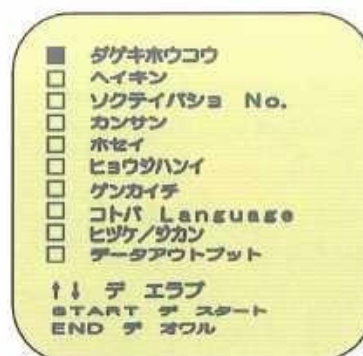 ■ ダゲキホウコウ
□ ヘイキン
□ ソクテイバショ No.
□ カンサン
□ ホセイ
□ ヒョウジハンイ
□ ゲンカイチ
□ コトバ Language
□ ヒヅケ/ジカン
□ データアウトプット
↑↓ デ エラブ
START デ スタート
END デ オワル